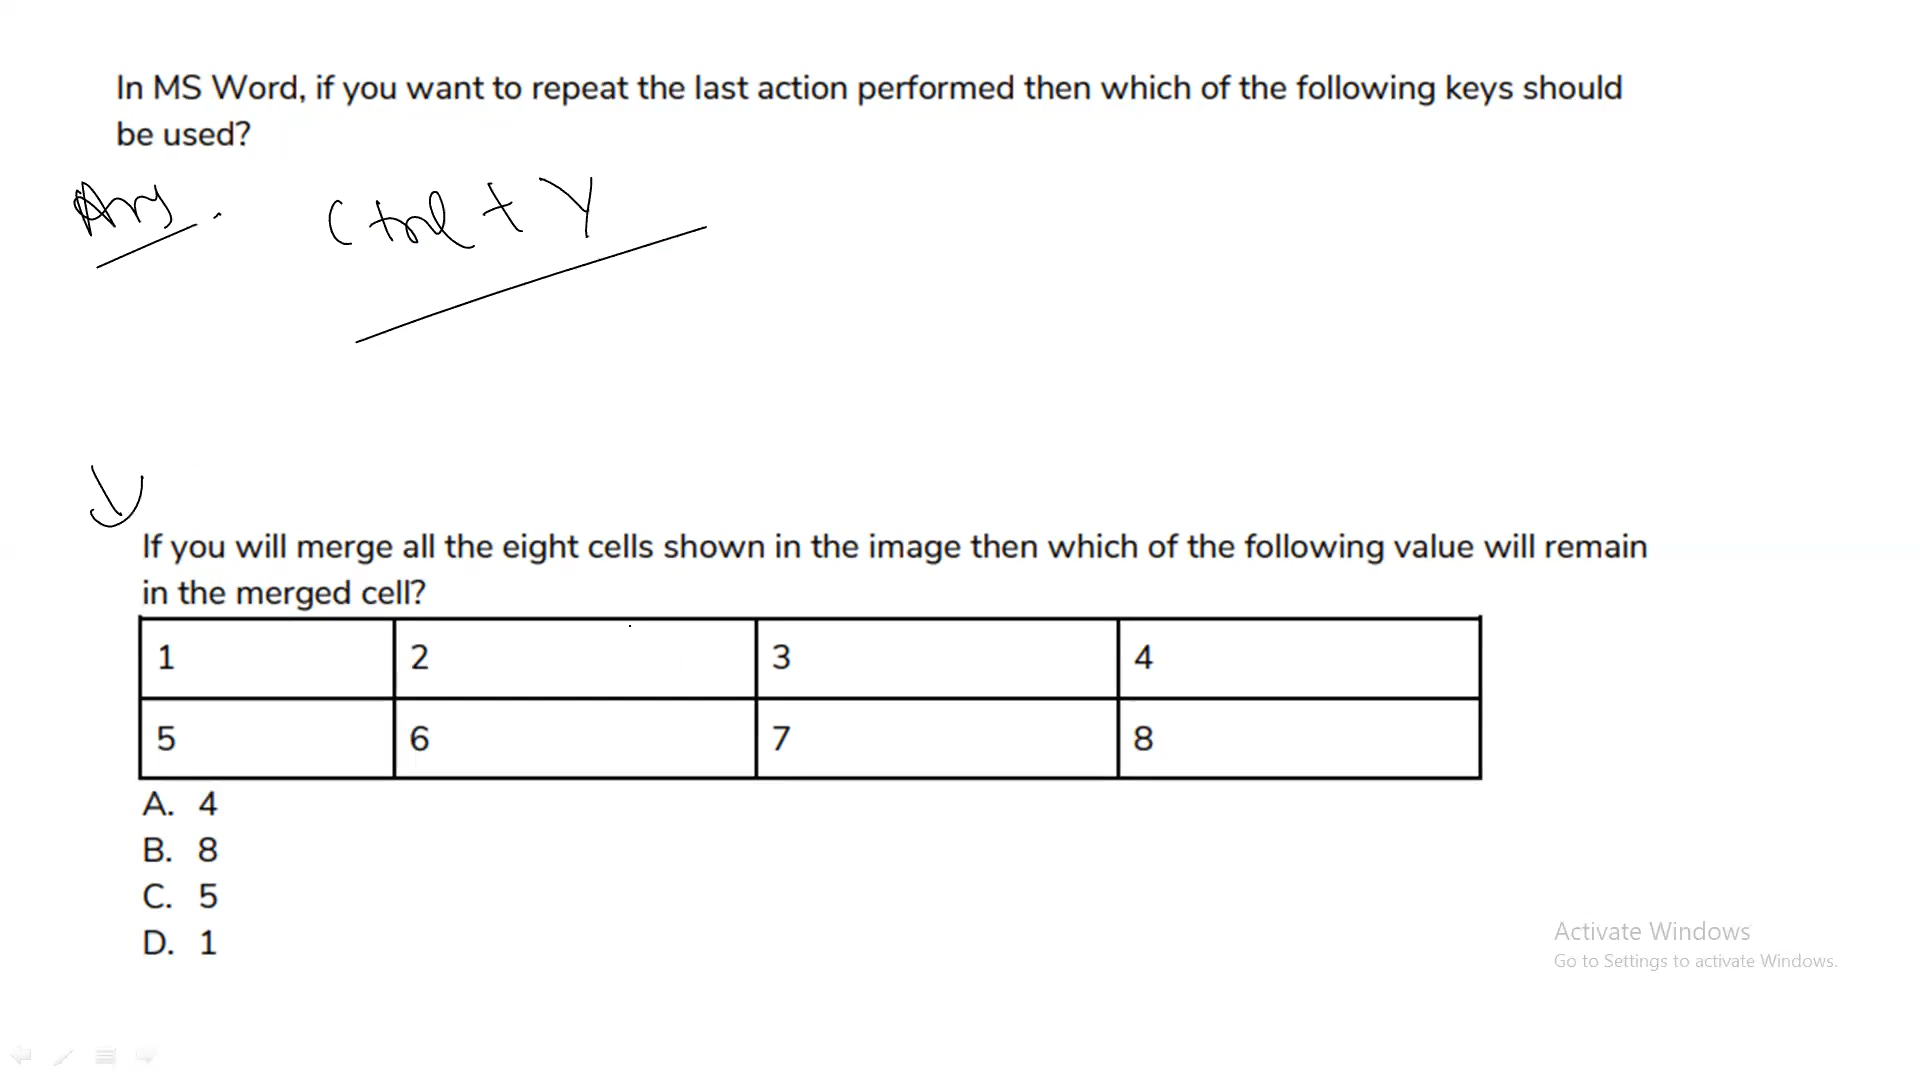 In MS Word, if you want to repeat the last action performed then which of the following keys should
be used?
Ans. Ctrl + Y
If you will merge all the eight cells shown in the image then which of the following value will remain
in the merged cell?
1 2 3 4
5 6 7 8
A. 4
B. 8
C. 5
D. 1
Activate Windows
Go to Settings to activate Windows.